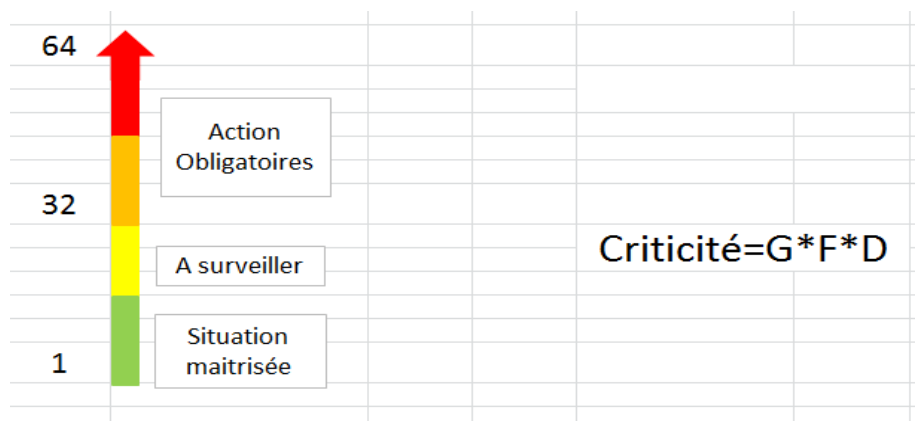 64
Action
Obligatoires
32
Criticité=G*F*D
A surveiller
Situation
maitrisée
1